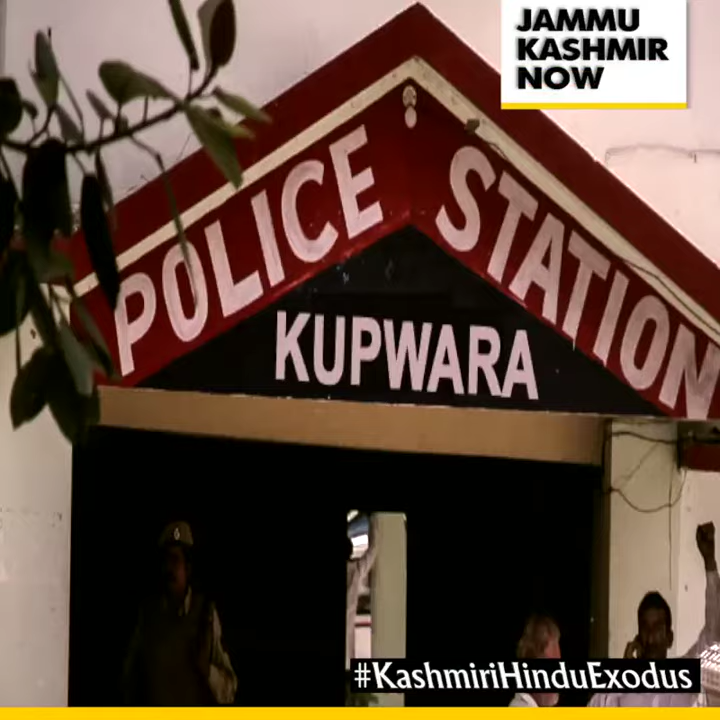 JAMMU
KASHMIR
NOW
POLICE STATION
KUPWARA
#KashmiriHinduExodus